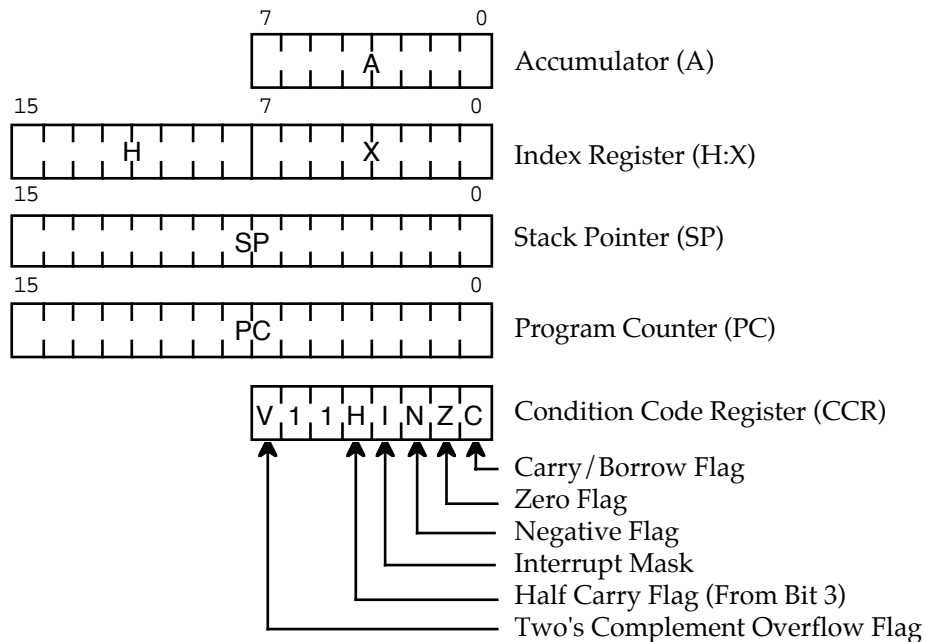 7 0
A Accumulator (A)
15 7 0
H X Index Register (H:X)
15 0
SP Stack Pointer (SP)
15 0
PC Program Counter (PC)
V 1 1 H I N Z C Condition Code Register (CCR)
Carry/Borrow Flag
Zero Flag
Negative Flag
Interrupt Mask
Half Carry Flag (From Bit 3)
Two's Complement Overflow Flag